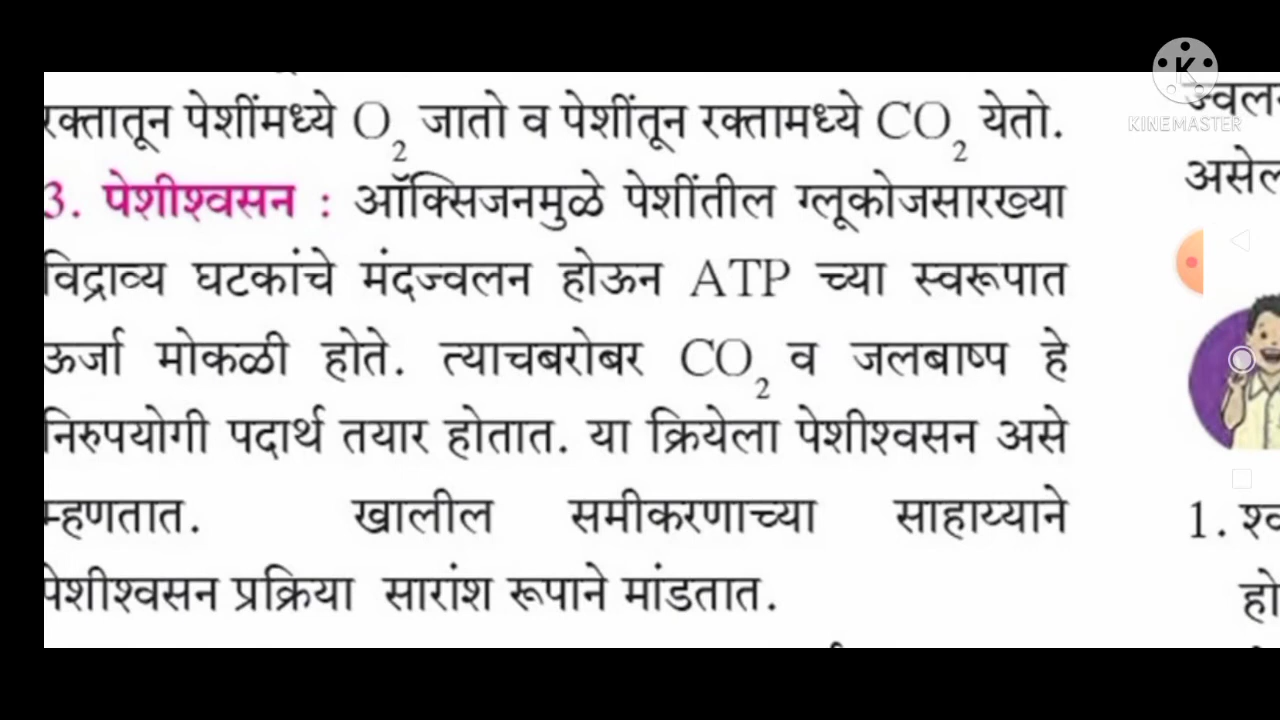 रक्तातून पेशींमध्ये O₂ जातो व पेशींतून रक्तामध्ये CO₂ येतो.
3. पेशीश्वसन : ऑक्सिजनमुळे पेशींतील ग्लूकोजसारख्या
विद्राव्य घटकांचे मंदज्वलन होऊन ATP च्या स्वरूपात
ऊर्जा मोकळी होते. त्याचबरोबर CO₂ व जलबाष्प हे
निरुपयोगी पदार्थ तयार होतात. या क्रियेला पेशीश्वसन असे
म्हणतात. खालील समीकरणाच्या साहाय्याने
पेशीश्वसन प्रक्रिया सारांश रूपाने मांडतात.
K
KINEMASTER
1.